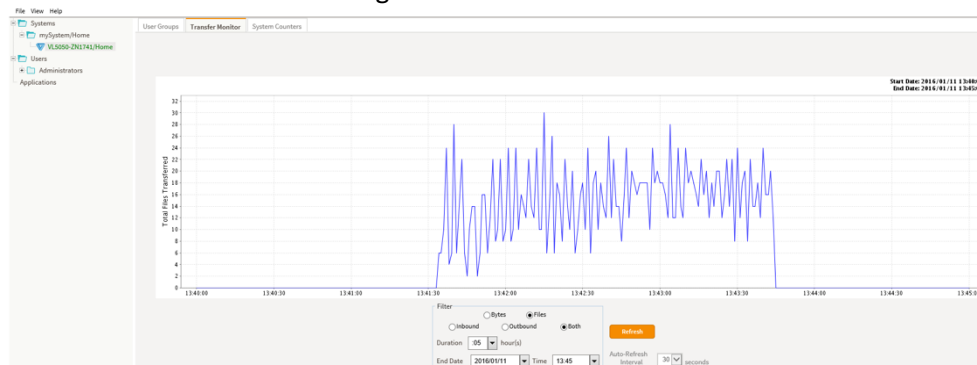 File View Help
Systems
mySystem/Home
VL5050-ZN1741/Home
Users
Administrators
Applications
User Groups Transfer Monitor System Counters
Start Date: 2016/01/11 13:40:
End Date: 2016/01/11 13:45:
Total Files Transferred
32
30
28
26
24
22
20
18
16
14
12
10
8
6
4
2
0
13:40:00 13:40:30 13:41:00 13:41:30 13:42:00 13:42:30 13:43:00 13:43:30 13:44:00 13:44:30 13:45:0
Filter
Bytes Files
Inbound Outbound Both
Duration :05 hour(s)
End Date 2016/01/11 Time 13:45
Refresh
Auto-Refresh
Interval 30 seconds